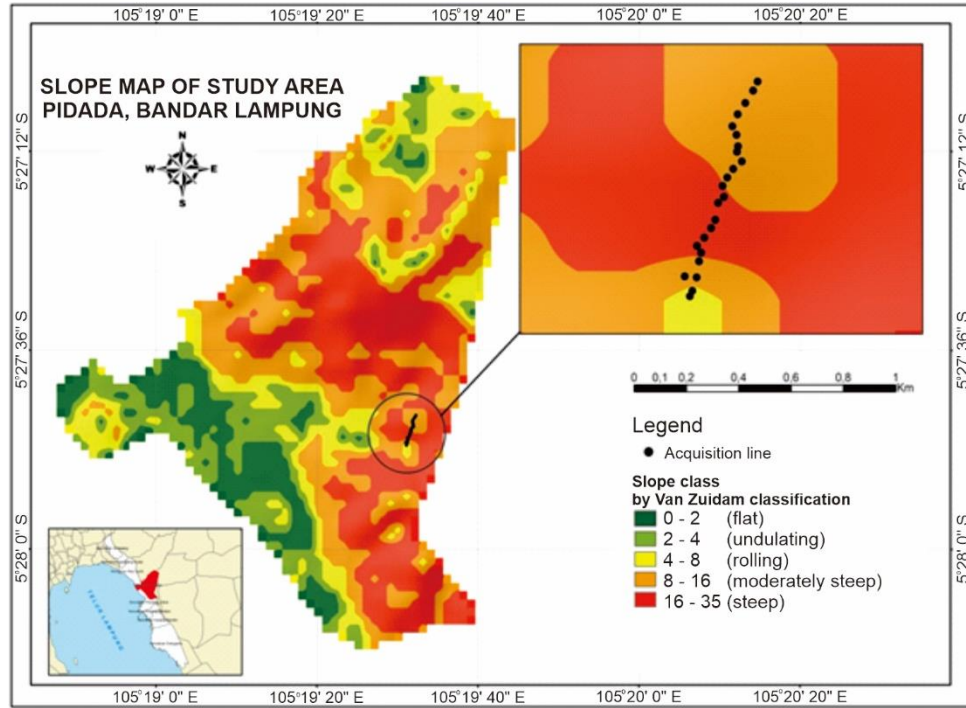 105°19' 0" E
105°19' 20" E
105°19' 40" E
105°20' 0" E
105°20' 20" E
SLOPE MAP OF STUDY AREA
PIDADA, BANDAR LAMPUNG
N
W
E
S
5°27' 12" S
5°27' 12" S
5°27' 36" S
5°27' 36" S
0 0,1 0,2 0,4 0,6 0,8 1
Km
Legend
Acquisition line
Slope class
by Van Zuidam classification
0 - 2 (flat)
2 - 4 (undulating)
4 - 8 (rolling)
8 - 16 (moderately steep)
16 - 35 (steep)
5°28' 0" S
5°28' 0" S
105°19' 0" E
105°19' 20" E
105°19' 40" E
105°20' 0" E
105°20' 20" E